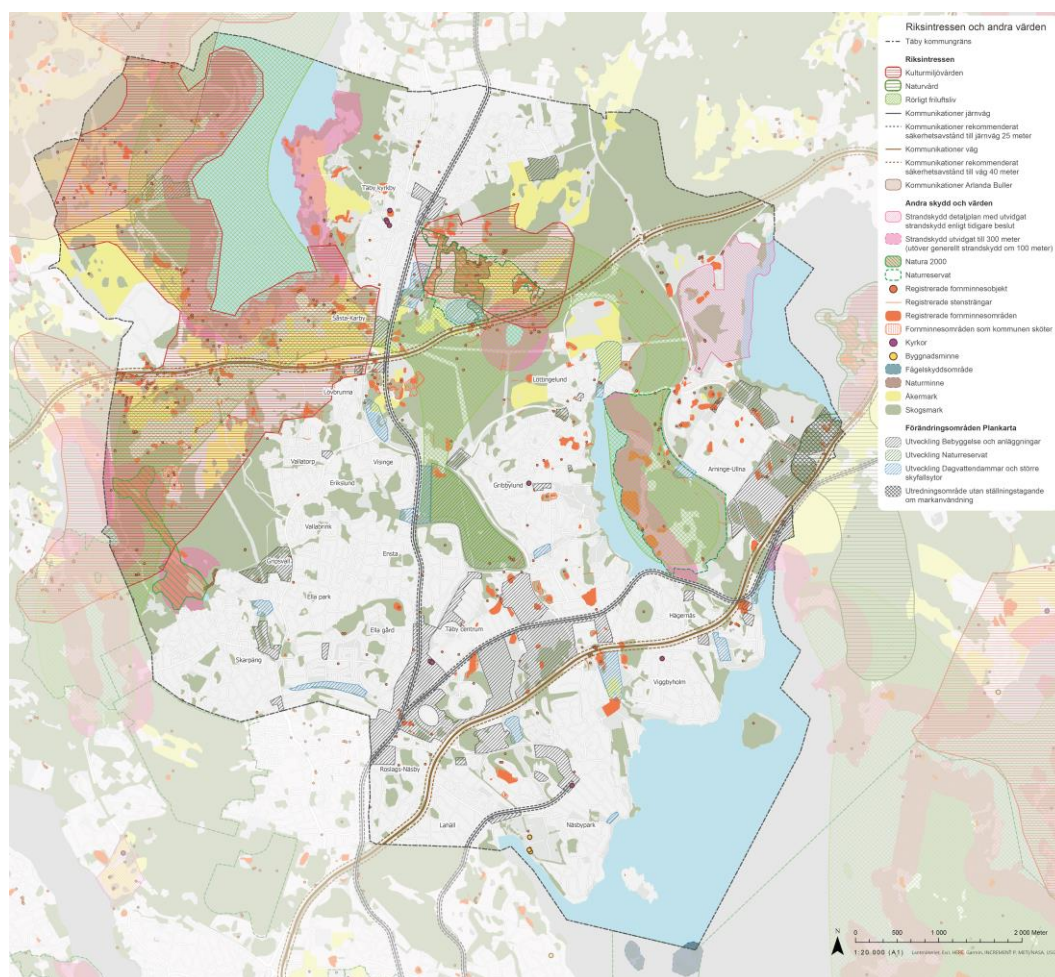 Riksintressen och andra värden
Täby kommungräns
Riksintressen
Kulturmiljövården
Naturvård
Rörligt friluftsliv
Kommunikationer järnväg
Kommunikationer rekommenderat
säkerhetsavstånd till järnväg 25 meter
Kommunikationer väg
Kommunikationer rekommenderat
säkerhetsavstånd till väg 40 meter
Kommunikationer Arlanda Buller
Andra skydd och värden
Strandskydd detaljplan med utvidgat
strandskydd enligt tidigare beslut
Strandskydd utvidgat till 300 meter
(utöver generellt strandskydd om 100 meter)
Natura 2000
Naturreservat
Registrerade fornminnesobjekt
Registrerade stensträngar
Registrerade fornminnesområden
Fornminnesområden som kommunen sköter
Kyrkor
Byggnadsminne
Fågelskyddsområde
Naturminne
Åkermark
Skogsmark
Förändringsområden Plankarta
Utveckling Bebyggelse och anläggningar
Utveckling Naturreservat
Utveckling Dagvattendammar och större
skyfallsytor
Utredningsområde utan ställningstagande
om markanvändning
Täby kyrkby
Såsta-Karby
Löttingelund
Lövbrunna
Vallatorp
Visinge
Erikslund
Gribbylund
Arninge-Ullna
Vallabrink
Ensta
Gnosvall
Ella park
Hägernäs
Ella gård
Täby centrum
Skarpäng
Viggbyholm
Roslags-Näsby
Lahäll
Näsbypark
N
0 500 1 000 2 000 Meter
1:20 000 (A1)